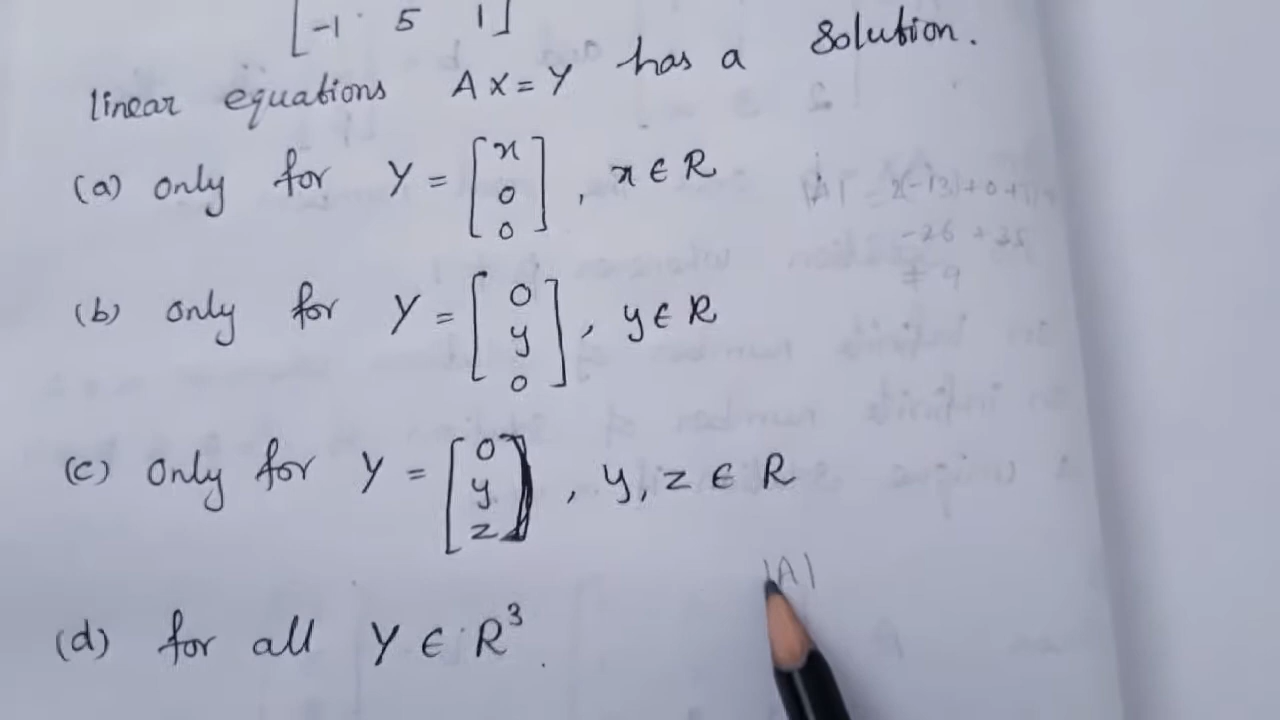 [-1 5 1]
linear equations AX=Y has a solution.
(a) only for Y = [x 0 0], x ∈ R
(b) only for Y = [0 y 0], y ∈ R
(c) only for Y = [0 y z], y, z ∈ R
|A|
(d) for all Y ∈ R³.